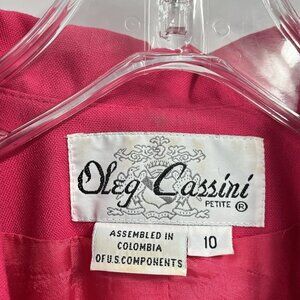 Oleg Cassini
PETITE ®
ASSEMBLED IN
COLOMBIA
OF U.S. COMPONENTS
10